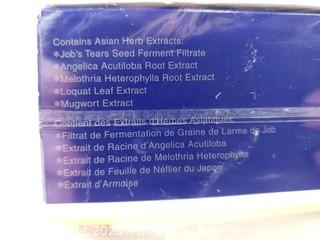 Contains Asian Herb Extracts:
*Job's Tears Seed Ferment Filtrate
*Angelica Acutiloba Root Extract
*Melothria Heterophylla Root Extract
*Loquat Leaf Extract
*Mugwort Extract
Contient des Extraits d'Herbes Asiatiques
*Filtrat de Fermentation de Graine de Larme de Job
*Extrait de Racine d'Angelica Acutiloba
*Extrait de Racine de Melothria Heterophylla
*Extrait de Feuille de Néflier du Japon
*Extrait d'Armoise